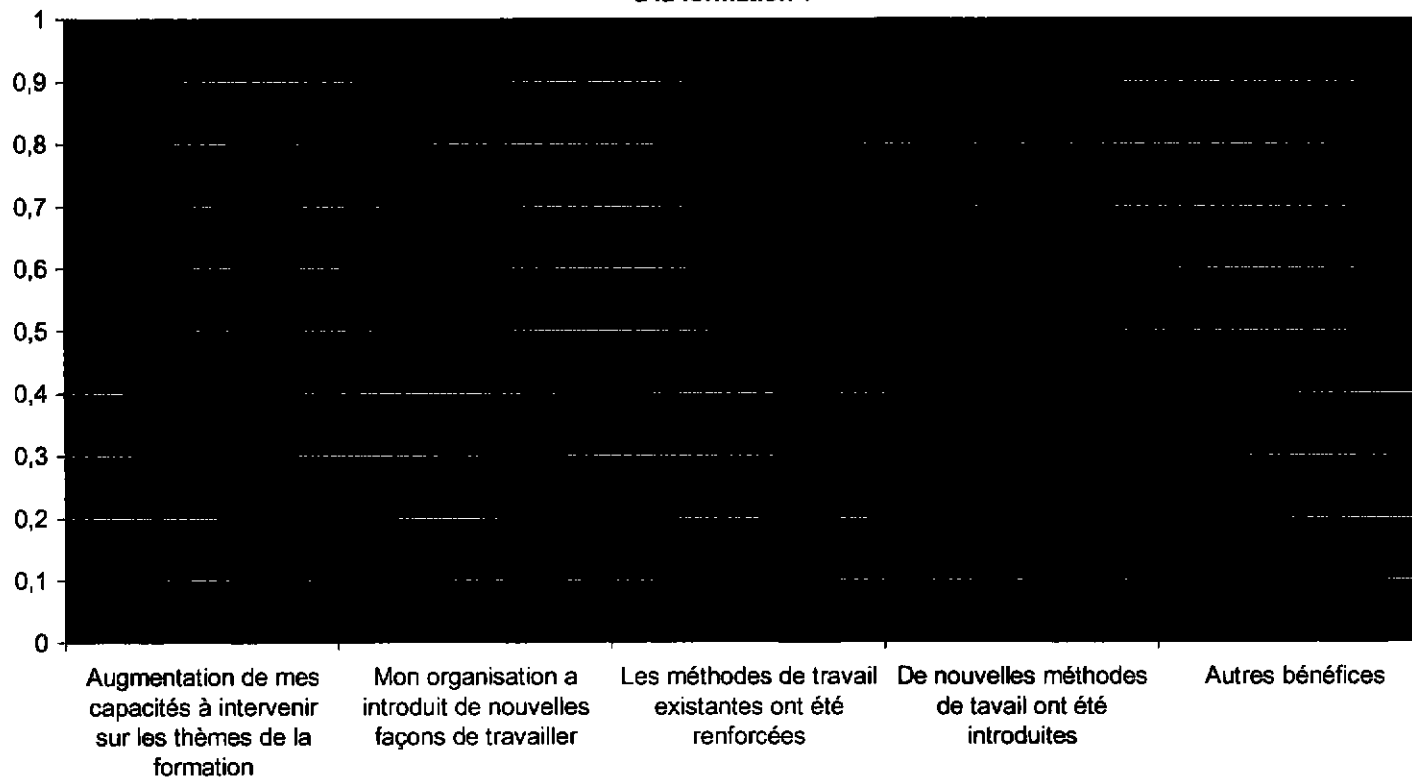 1
0,9
0,8
0,7
0,6
0,5
0,4
0,3
0,2
0,1
0
Augmentation de mes
capacités à intervenir
sur les thèmes de la
formation
Mon organisation a
introduit de nouvelles
façons de travailler
Les méthodes de travail
existantes ont été
renforcées
De nouvelles méthodes
de tavail ont été
introduites
Autres bénéfices